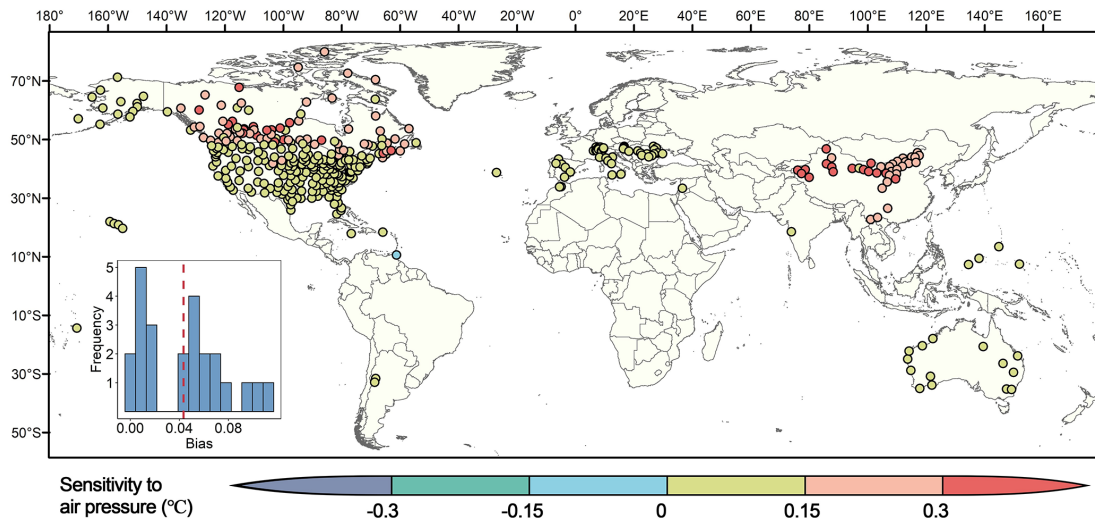 180° 160°W 140°W 120°W 100°W 80°W 60°W 40°W 20°W 0° 20°E 40°E 60°E 80°E 100°E 120°E 140°E 160°E
70°N
50°N
30°N
10°N
10°S
30°S
50°S
5
4
3
2
1
Frequency
0.00 0.04 0.08
Bias
Sensitivity to
air pressure (℃)
-0.3 -0.15 0 0.15 0.3